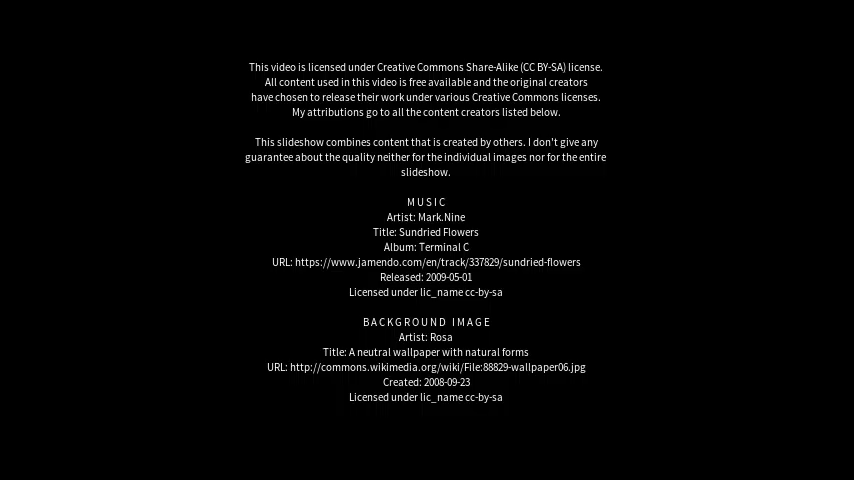 This video is licensed under Creative Commons Share-Alike (CC BY-SA) license.
All content used in this video is free available and the original creators
have chosen to release their work under various Creative Commons licenses.
My attributions go to all the content creators listed below.
This slideshow combines content that is created by others. I don't give any
guarantee about the quality neither for the individual images nor for the entire
slideshow.
M U S I C
Artist: Mark.Nine
Title: Sundried Flowers
Album: Terminal C
URL: https://www.jamendo.com/en/track/337829/sundried-flowers
Released: 2009-05-01
Licensed under lic_name cc-by-sa
B A C K G R O U N D   I M A G E
Artist: Rosa
Title: A neutral wallpaper with natural forms
URL: http://commons.wikimedia.org/wiki/File:88829-wallpaper06.jpg
Created: 2008-09-23
Licensed under lic_name cc-by-sa